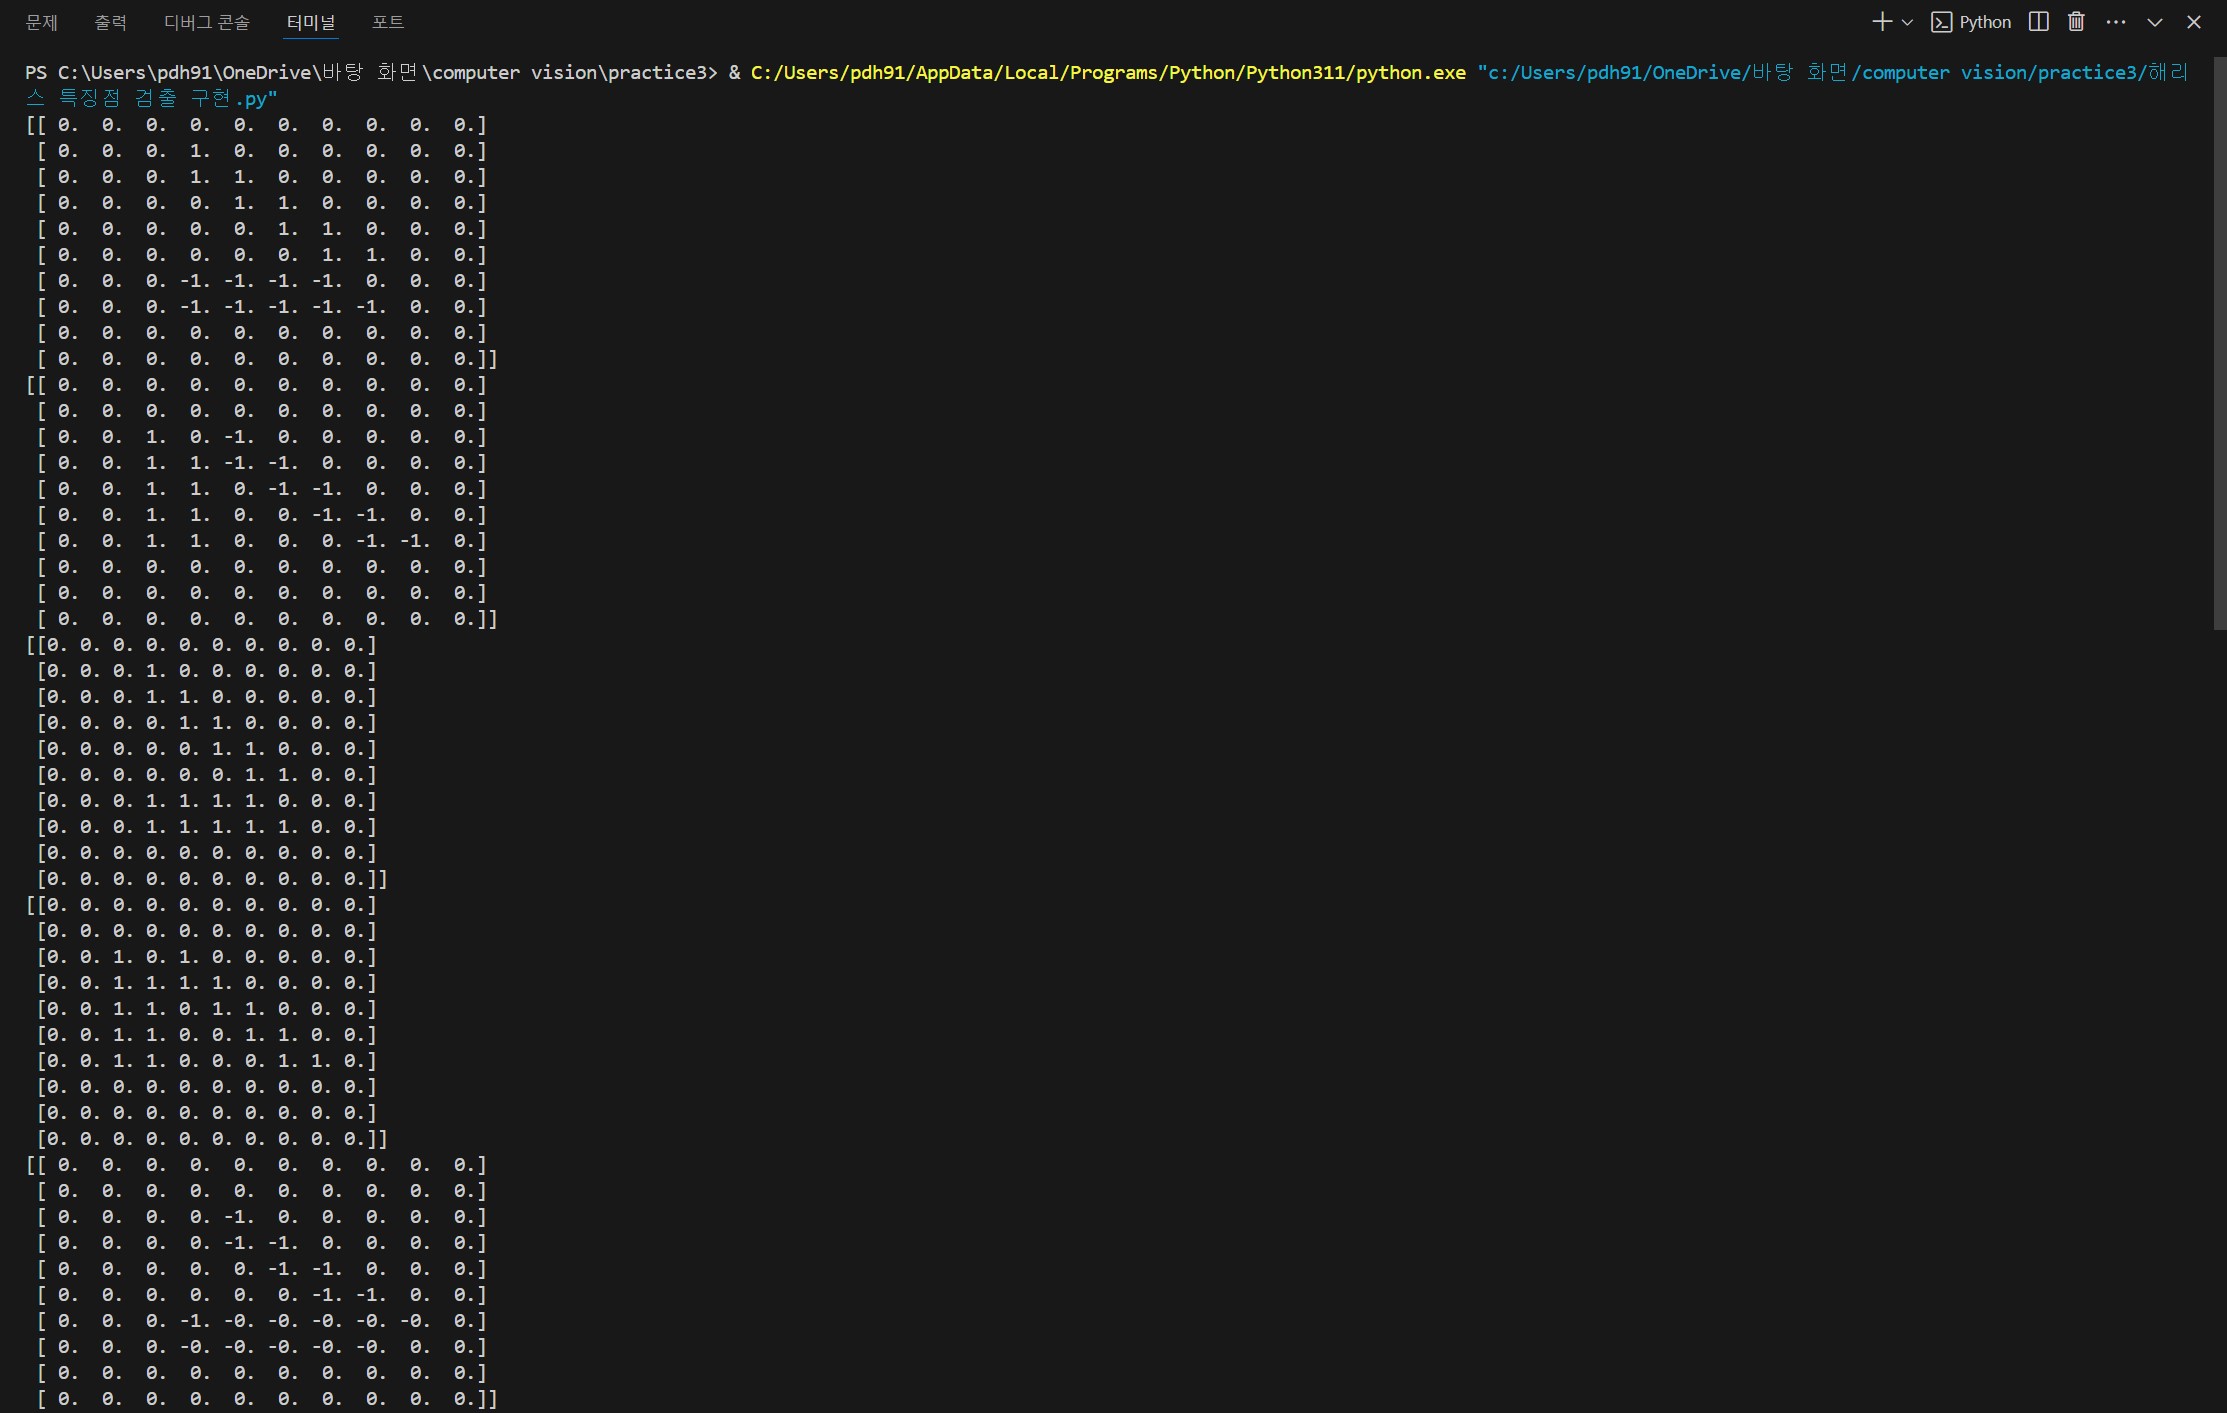 문제 출력 디버그 콘솔 터미널 포트 Python
PS C:\Users\pdh91\OneDrive\바탕 화면\computer vision\practice3> & C:/Users/pdh91/AppData/Local/Programs/Python/Python311/python.exe "c:/Users/pdh91/OneDrive/바탕 화면/computer vision/practice3/해리
스 특징점 검출 구현.py"
[[ 0.  0.  0.  0.  0.  0.  0.  0.  0.  0.]
 [ 0.  0.  0.  1.  0.  0.  0.  0.  0.  0.]
 [ 0.  0.  0.  1.  1.  0.  0.  0.  0.  0.]
 [ 0.  0.  0.  0.  1.  1.  0.  0.  0.  0.]
 [ 0.  0.  0.  0.  0.  1.  1.  0.  0.  0.]
 [ 0.  0.  0.  0.  0.  0.  1.  1.  0.  0.]
 [ 0.  0.  0. -1. -1. -1. -1.  0.  0.  0.]
 [ 0.  0.  0. -1. -1. -1. -1. -1.  0.  0.]
 [ 0.  0.  0.  0.  0.  0.  0.  0.  0.  0.]
 [ 0.  0.  0.  0.  0.  0.  0.  0.  0.  0.]]
[[ 0.  0.  0.  0.  0.  0.  0.  0.  0.  0.]
 [ 0.  0.  0.  0.  0.  0.  0.  0.  0.  0.]
 [ 0.  0.  1.  0. -1.  0.  0.  0.  0.  0.]
 [ 0.  0.  1.  1. -1. -1.  0.  0.  0.  0.]
 [ 0.  0.  1.  1.  0. -1. -1.  0.  0.  0.]
 [ 0.  0.  1.  1.  0.  0. -1. -1.  0.  0.]
 [ 0.  0.  1.  1.  0.  0.  0. -1. -1.  0.]
 [ 0.  0.  0.  0.  0.  0.  0.  0.  0.  0.]
 [ 0.  0.  0.  0.  0.  0.  0.  0.  0.  0.]
 [ 0.  0.  0.  0.  0.  0.  0.  0.  0.  0.]]
[[0. 0. 0. 0. 0. 0. 0. 0. 0. 0.]
 [0. 0. 0. 1. 0. 0. 0. 0. 0. 0.]
 [0. 0. 0. 1. 1. 0. 0. 0. 0. 0.]
 [0. 0. 0. 0. 1. 1. 0. 0. 0. 0.]
 [0. 0. 0. 0. 0. 1. 1. 0. 0. 0.]
 [0. 0. 0. 0. 0. 0. 1. 1. 0. 0.]
 [0. 0. 0. 1. 1. 1. 1. 0. 0. 0.]
 [0. 0. 0. 1. 1. 1. 1. 1. 0. 0.]
 [0. 0. 0. 0. 0. 0. 0. 0. 0. 0.]
 [0. 0. 0. 0. 0. 0. 0. 0. 0. 0.]]
[[0. 0. 0. 0. 0. 0. 0. 0. 0. 0.]
 [0. 0. 0. 0. 0. 0. 0. 0. 0. 0.]
 [0. 0. 1. 0. 1. 0. 0. 0. 0. 0.]
 [0. 0. 1. 1. 1. 1. 0. 0. 0. 0.]
 [0. 0. 1. 1. 0. 1. 1. 0. 0. 0.]
 [0. 0. 1. 1. 0. 0. 1. 1. 0. 0.]
 [0. 0. 1. 1. 0. 0. 0. 1. 1. 0.]
 [0. 0. 0. 0. 0. 0. 0. 0. 0. 0.]
 [0. 0. 0. 0. 0. 0. 0. 0. 0. 0.]
 [0. 0. 0. 0. 0. 0. 0. 0. 0. 0.]]
[[ 0.  0.  0.  0.  0.  0.  0.  0.  0.  0.]
 [ 0.  0.  0.  0.  0.  0.  0.  0.  0.  0.]
 [ 0.  0.  0.  0. -1.  0.  0.  0.  0.  0.]
 [ 0.  0.  0.  0. -1. -1.  0.  0.  0.  0.]
 [ 0.  0.  0.  0.  0. -1. -1.  0.  0.  0.]
 [ 0.  0.  0.  0.  0.  0. -1. -1.  0.  0.]
 [ 0.  0.  0. -1. -0. -0. -0. -0. -0.  0.]
 [ 0.  0.  0. -0. -0. -0. -0. -0.  0.  0.]
 [ 0.  0.  0.  0.  0.  0.  0.  0.  0.  0.]
 [ 0.  0.  0.  0.  0.  0.  0.  0.  0.  0.]]